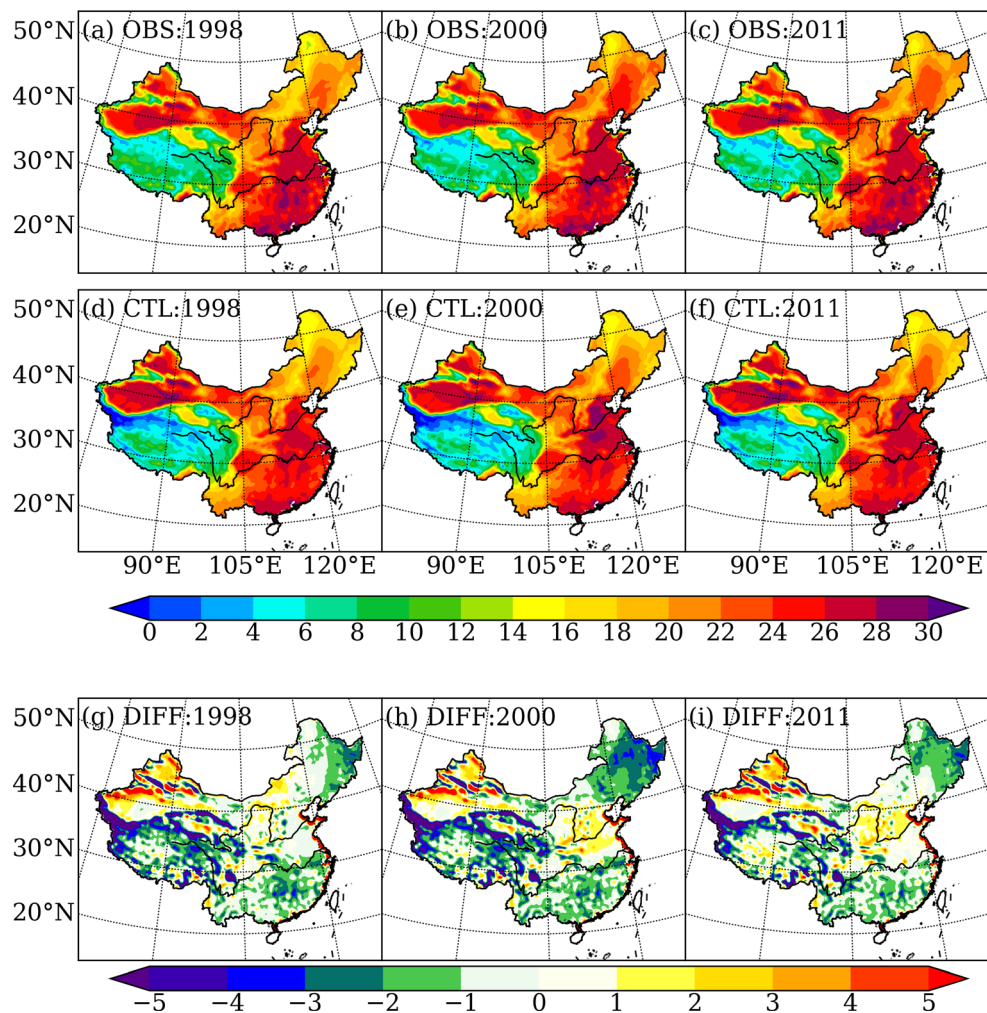 50°N (a) OBS:1998 (b) OBS:2000 (c) OBS:2011
40°N
30°N
20°N
50°N (d) CTL:1998 (e) CTL:2000 (f) CTL:2011
40°N
30°N
20°N
90°E 105°E 120°E 90°E 105°E 120°E 90°E 105°E 120°E
0 2 4 6 8 10 12 14 16 18 20 22 24 26 28 30
50°N (g) DIFF:1998 (h) DIFF:2000 (i) DIFF:2011
40°N
30°N
20°N
−5 −4 −3 −2 −1 0 1 2 3 4 5